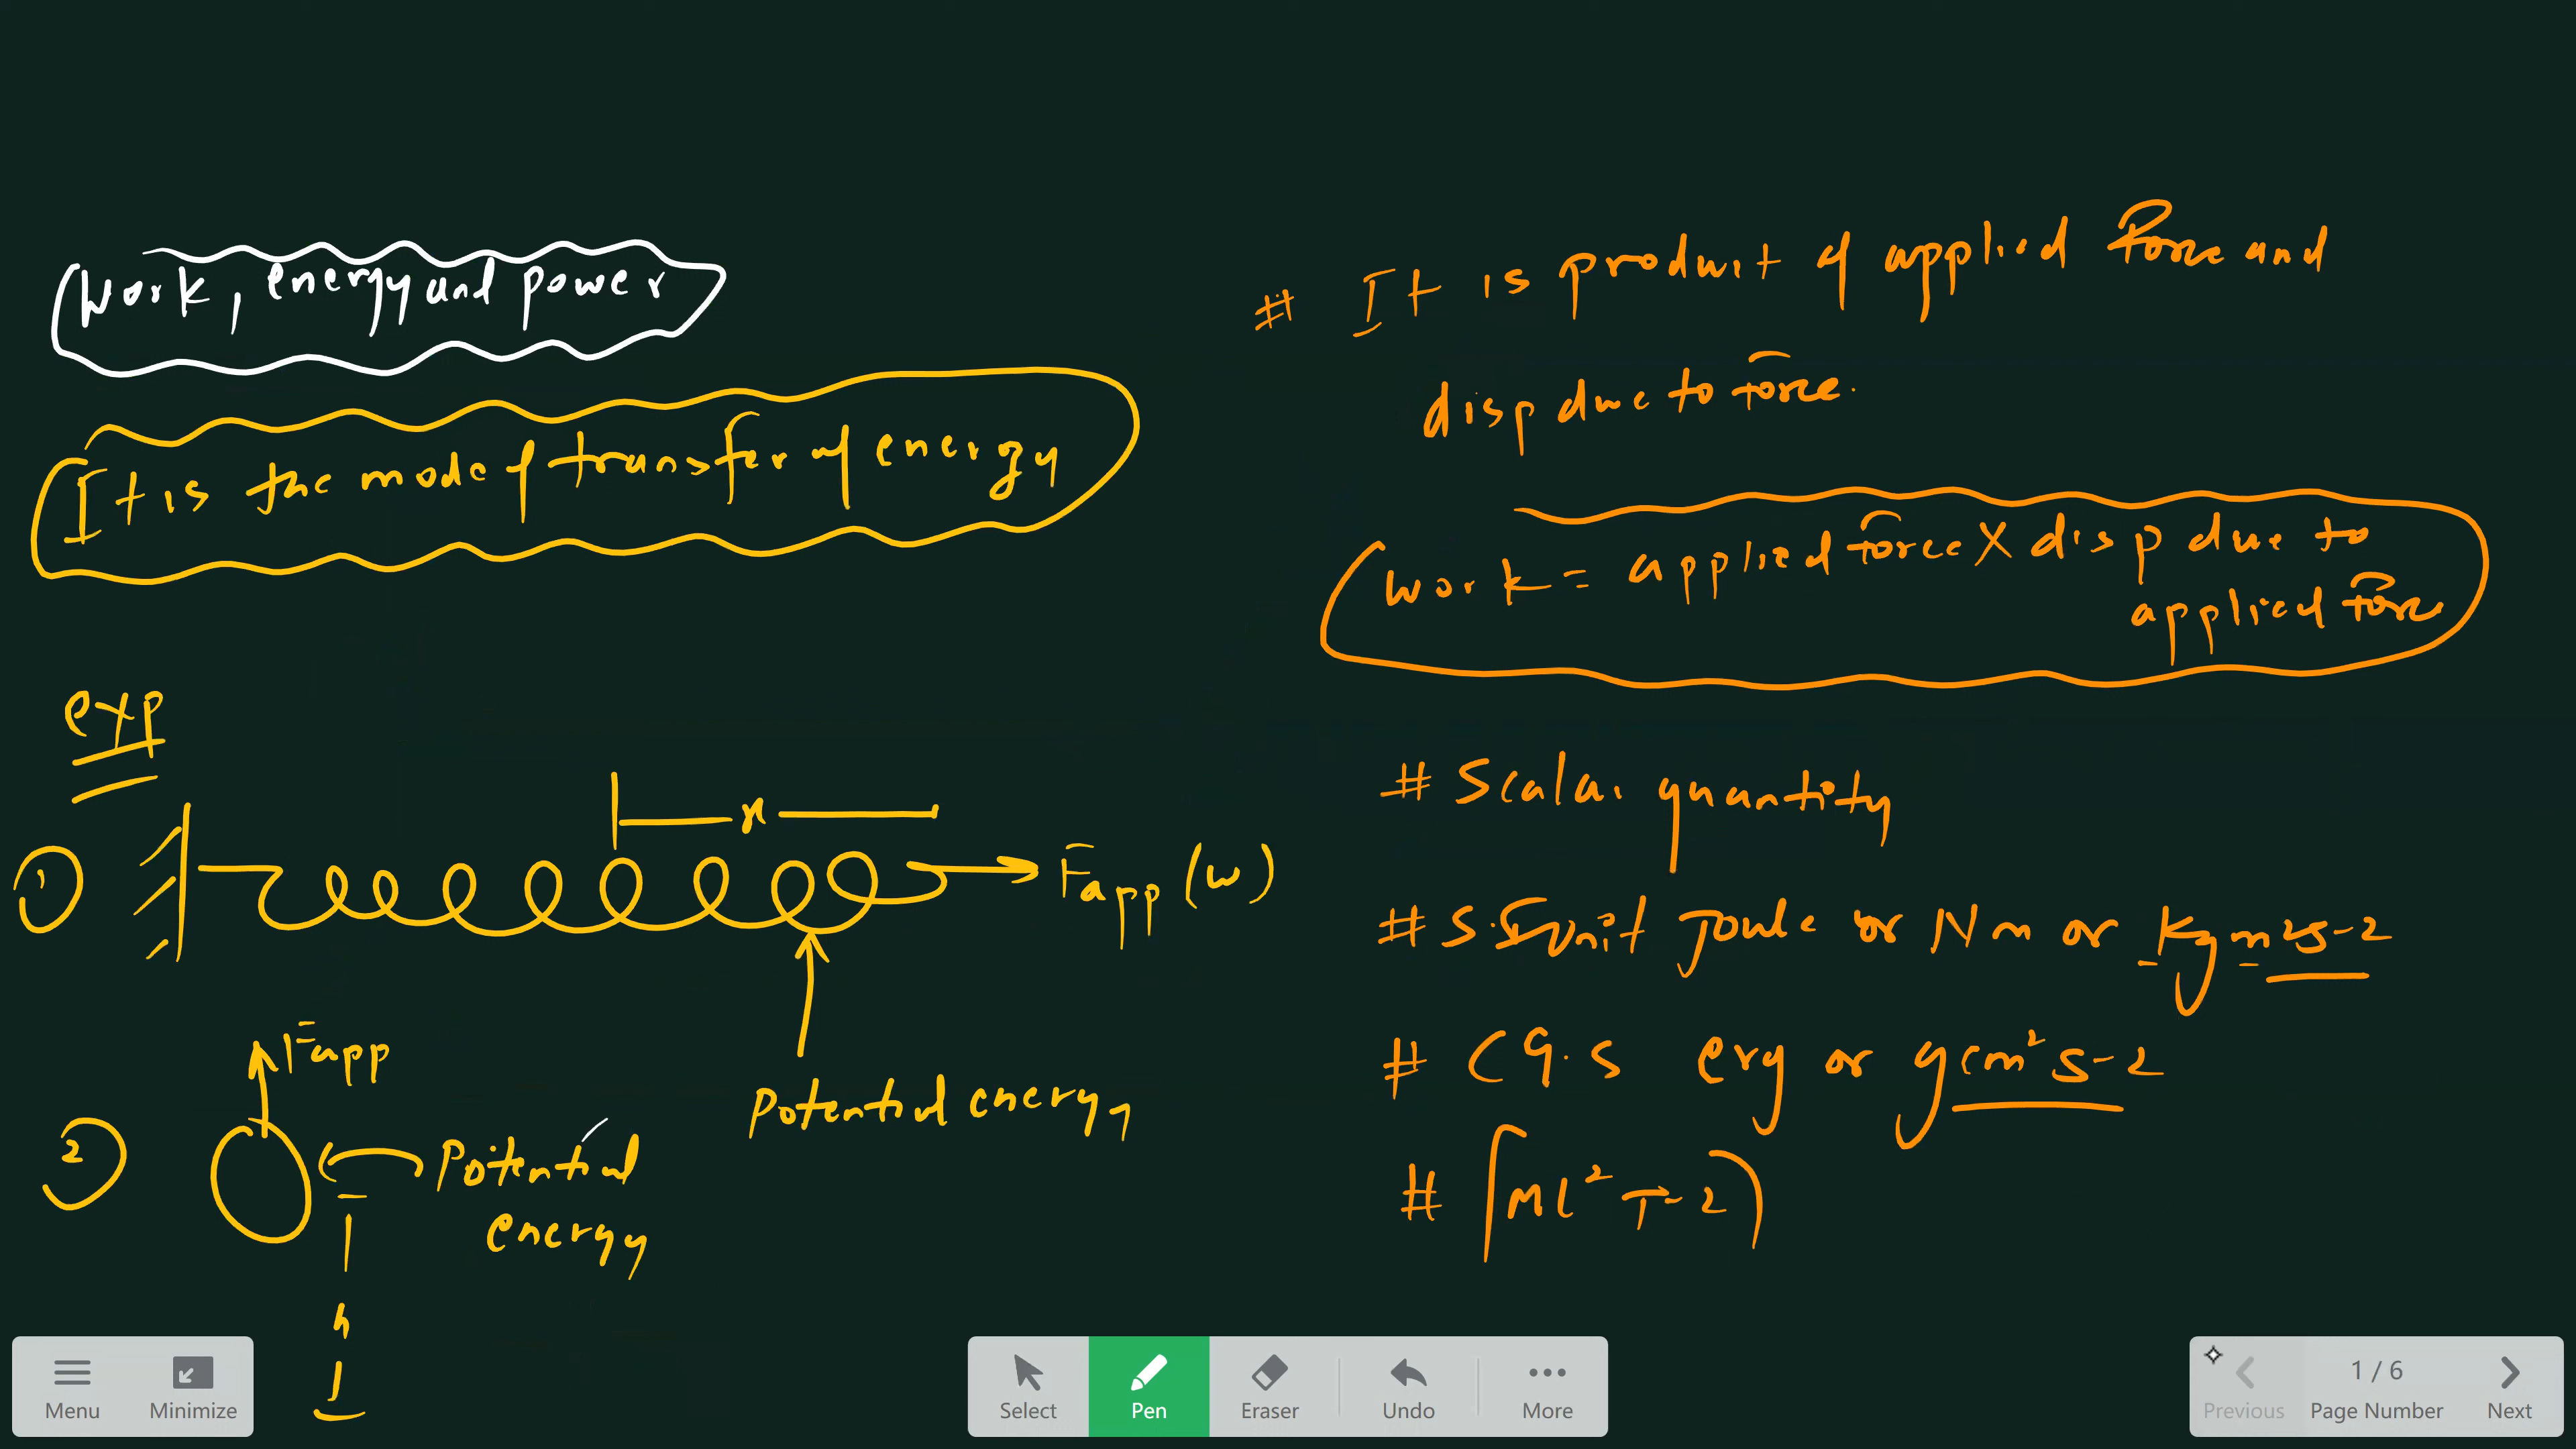 Work, energy and power
It is the mode of transfer of energy
exp
1
x
F app (w)
Potential energy
2
F app
Potential
energy
h
# It is product of applied Force and
disp due to force.
Work = applied force X disp due to
applied force
# Scalar quantity
# S.I unit Joule or Nm or Kgm2s-2
# C G.S erg or gcm²s-2
# [ML²T-2)
Menu
Minimize
Select
Pen
Eraser
Undo
More
Previous
1 / 6
Page Number
Next